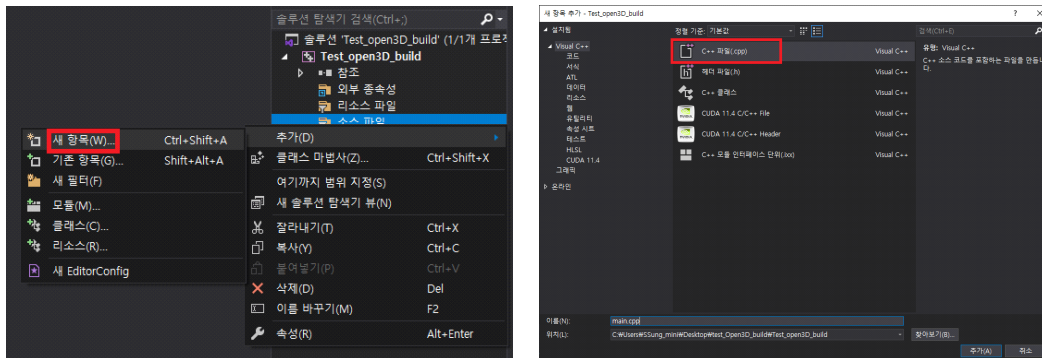 솔루션 탐색기 검색(Ctrl+;)
솔루션 'Test_open3D_build' (1/1개 프로젝
Test_open3D_build
참조
외부 종속성
리소스 파일
소스 파일
새 항목(W)... Ctrl+Shift+A
기존 항목(G)... Shift+Alt+A
새 필터(F)
모듈(M)...
클래스(C)...
리소스(R)...
새 EditorConfig
추가(D)
클래스 마법사(Z)... Ctrl+Shift+X
여기까지 범위 지정(S)
새 솔루션 탐색기 뷰(N)
잘라내기(T) Ctrl+X
복사(Y) Ctrl+C
붙여넣기(P) Ctrl+V
삭제(D) Del
이름 바꾸기(M) F2
속성(R) Alt+Enter
새 항목 추가 - Test_open3D_build
설치됨
Visual C++
코드
서식
ATL
데이터
리소스
웹
유틸리티
속성 시트
테스트
HLSL
CUDA 11.4
그래픽
온라인
정렬 기준: 기본값
C++ 파일(.cpp) Visual C++
헤더 파일(.h) Visual C++
C++ 클래스 Visual C++
CUDA 11.4 C/C++ File Visual C++
CUDA 11.4 C/C++ Header Visual C++
C++ 모듈 인터페이스 단위(.ixx) Visual C++
검색(Ctrl+E)
유형: Visual C++
C++ 소스 코드를 포함하는 파일을 만듭니
다.
이름(N): main.cpp
위치(L): C:\Users\SSung_mini\Desktop\test_Open3D_build\Test_open3D_build
찾아보기(B)...
추가(A) 취소